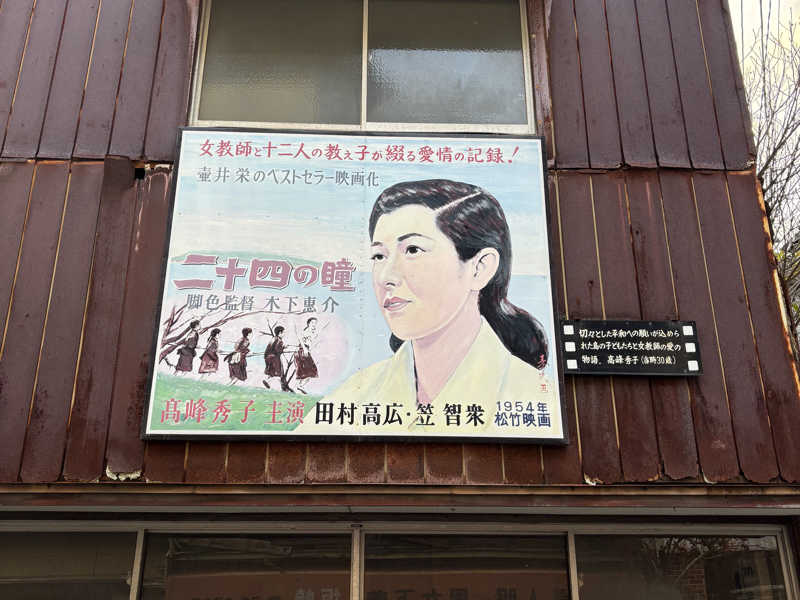 女教師と十二人の教え子が綴る愛情の記録!
壷井 栄のベストセラー映画化
二十四の瞳
脚色監督 木下惠介
髙峰秀子 主演 田村高広・笠 智衆
1954年
松竹映画
切々とした平和への願いが込めら
れた島の子どもたちと女教師の愛の
物語。高峰秀子(当時30歳)